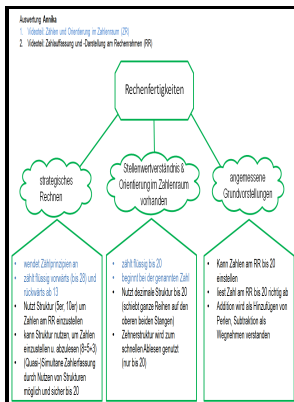 Auswertung Annika
1. Videoteil: Zählen und Orientierung im Zahlenraum (ZR)
2. Videoteil: Zahlauffassung und -Darstellung am Rechenrahmen (RR)
Rechenfertigkeiten
strategisches
Rechnen
Stellenwertverständnis &
Orientierung im Zahlenraum
vorhanden
angemessene
Grundvorstellungen
• wendet Zählprinzipien an
• zählt flüssig vorwärts (bis 28) und
rückwärts ab 13
• Nutzt Struktur (5er, 10er) um
Zahlen am RR einzustellen
• kann Struktur nutzen, um Zahlen
einzustellen u. abzulesen (8=5+3)
• (Quasi-)Simultane Zahlerfassung
durch Nutzen von Strukturen
möglich und sicher bis 20
• zählt flüssig bis 20
• beginnt bei der genannten Zahl
• Nutzt dezimale Struktur bis 20
(schiebt ganze Reihen auf den
oberen beiden Stangen)
• Zehnerstruktur wird zum
schnellen Ablesen genutzt
(nur bis 20)
• Kann Zahlen am RR bis 20
einstellen
• liest Zahl am RR bis 20 richtig ab
• Addition wird als Hinzufügen von
Perlen, Subtraktion als
Wegnehmen verstanden